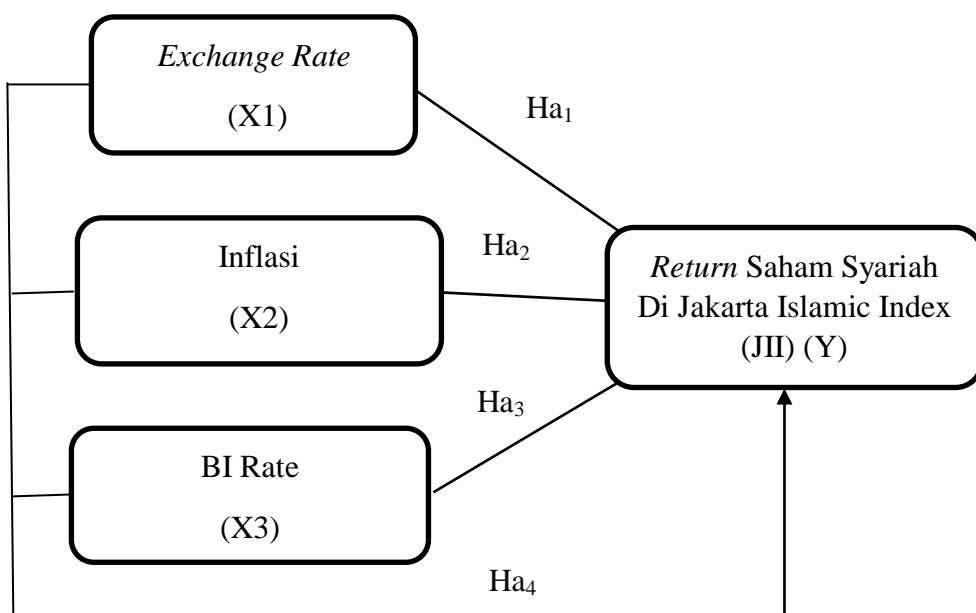 Exchange Rate
(X1)
Ha₁
Inflasi
(X2)
Ha₂
Return Saham Syariah
Di Jakarta Islamic Index
(JII) (Y)
Ha₃
BI Rate
(X3)
Ha₄